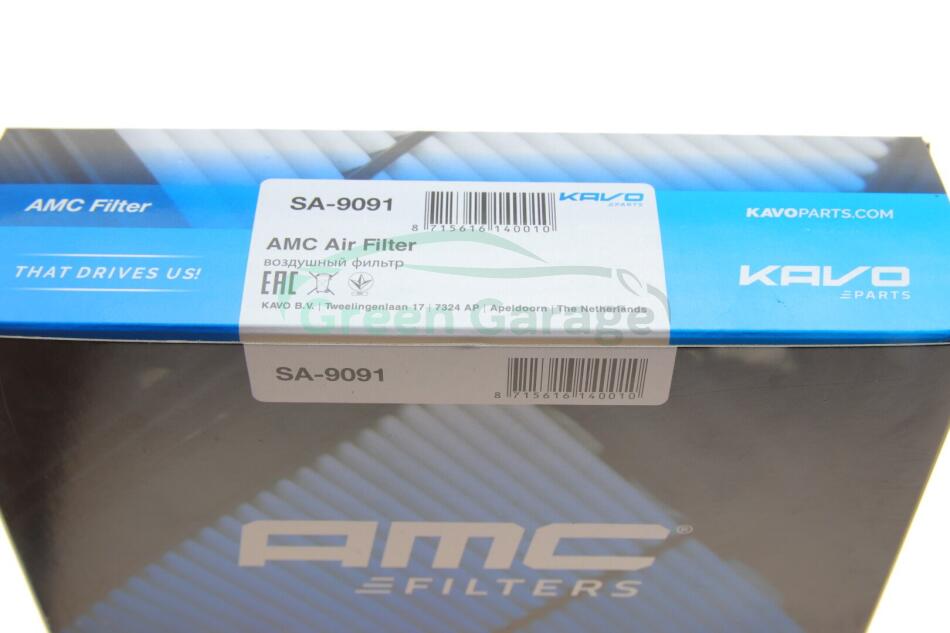 AMC Filter
THAT DRIVES US!
SA-9091
8 715616 140010
KAVO
PARTS
AMC Air Filter
воздушный фильтр
EAC
KAVO B.V. | Tweelingenlaan 17 | 7324 AP | Apeldoorn | The Netherlands
Green Garage
KAVOPARTS.COM
KAVO
PARTS
SA-9091
8 715616 140010
AMC®
FILTERS